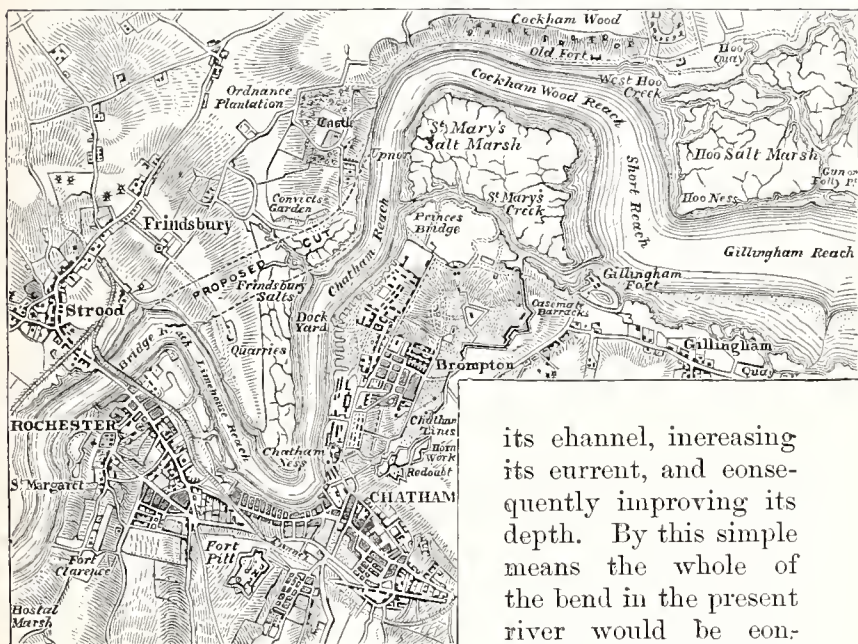 Cockham Wood
Old Fort
Hoo
Quay
Cockham Wood Reach
West Hoo
Creek
Ordnance
Plantation
Castle
Upnor
St Mary's
Salt Marsh
Hoo Salt Marsh
Gun or
Folly Pt
Short Reach
Hoo Ness
St Mary's
Creek
Convicts
Garden
Princes
Bridge
Frindsbury
CUT
PROPOSED
Chatham Reach
Gillingham Reach
Frindsbury
Salts
Gillingham
Fort
Strood
Dock
Yard
Casemate
Barracks
Bridge Reach
Limehouse Reach
Quarries
Gillingham
Quay
Brompton
ROCHESTER
Chatham
Lines
Horn
Work
Redoubt
Chatham
Ness
St Margaret
CHATHAM
Fort
Clarence
Fort
Pitt
Hostal
Marsh
its channel, increasing
its current, and conse-
quently improving its
depth. By this simple
means the whole of
the bend in the present
river would be con-